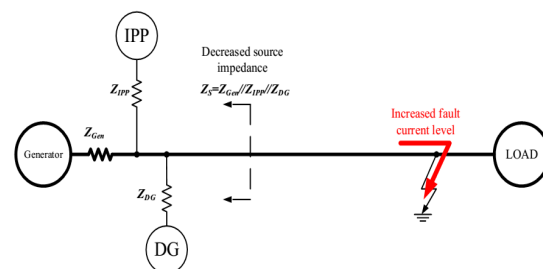 IPP
Z_IPP
Decreased source
impedance
Z_S=Z_Gen//Z_IPP//Z_DG
Increased fault
current level
Z_Gen
Generator
LOAD
Z_DG
DG